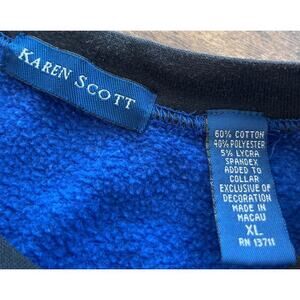 KAREN SCOTT
60% COTTON
40% POLYESTER
5% LYCRA
SPANDEX
ADDED TO
COLLAR
EXCLUSIVE OF
DECORATION
MADE IN
MACAU
XL
RN 13711